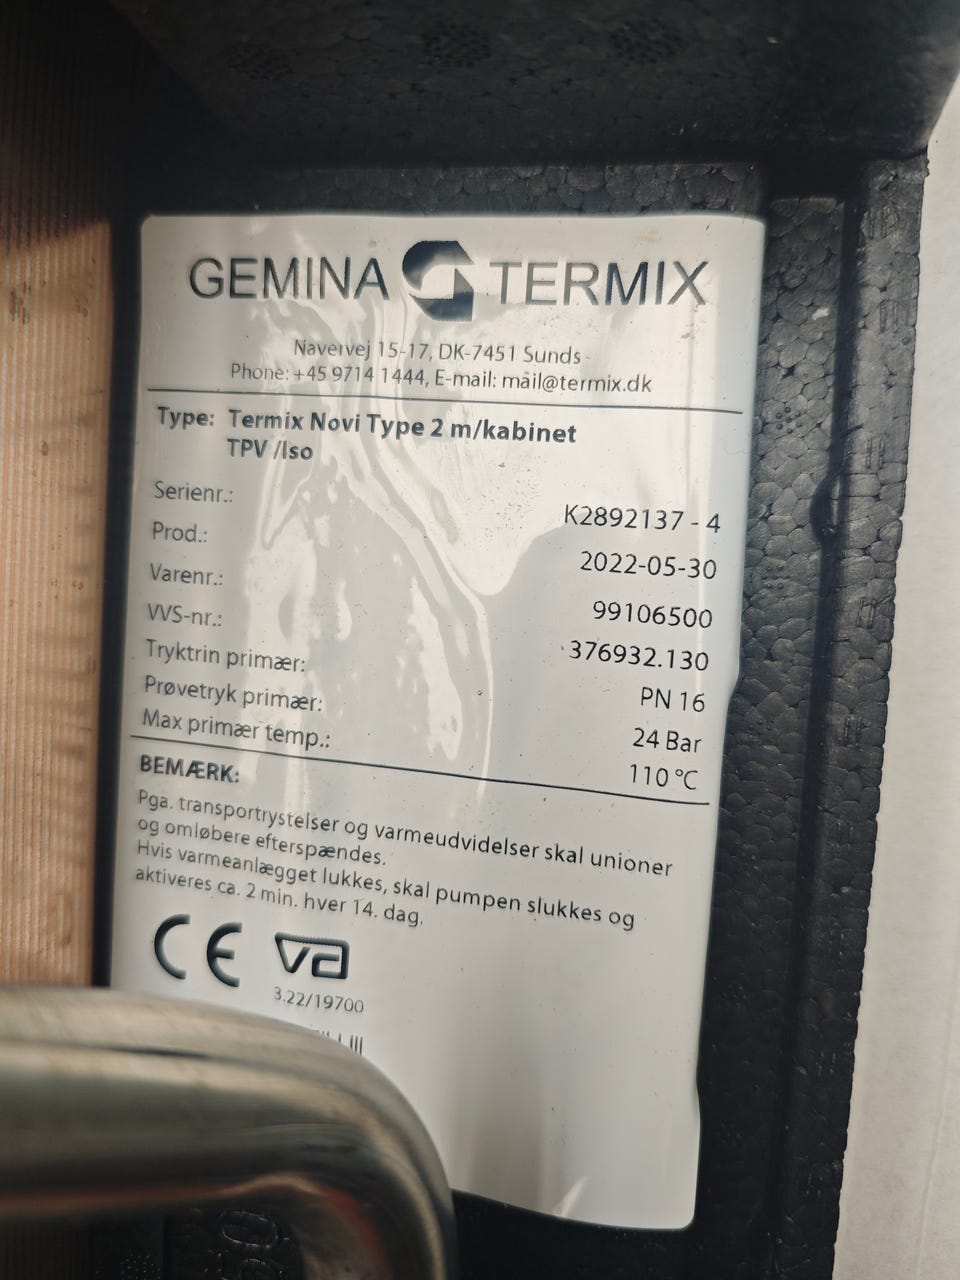 GEMINA TERMIX
Navervej 15-17, DK-7451 Sunds
Phone: +45 9714 1444, E-mail: mail@termix.dk
Type: Termix Novi Type 2 m/kabinet
TPV /Iso
Serienr.: K2892137 - 4
Prod.: 2022-05-30
Varenr.: 99106500
VVS-nr.: 376932.130
Tryktrin primær: PN 16
Prøvetryk primær: 24 Bar
Max primær temp.: 110 °C
BEMÆRK:
Pga. transportrystelser og varmeudvidelser skal unioner
og omløbere efterspændes.
Hvis varmeanlægget lukkes, skal pumpen slukkes og
aktiveres ca. 2 min. hver 14. dag.
CE va
3.22/19700